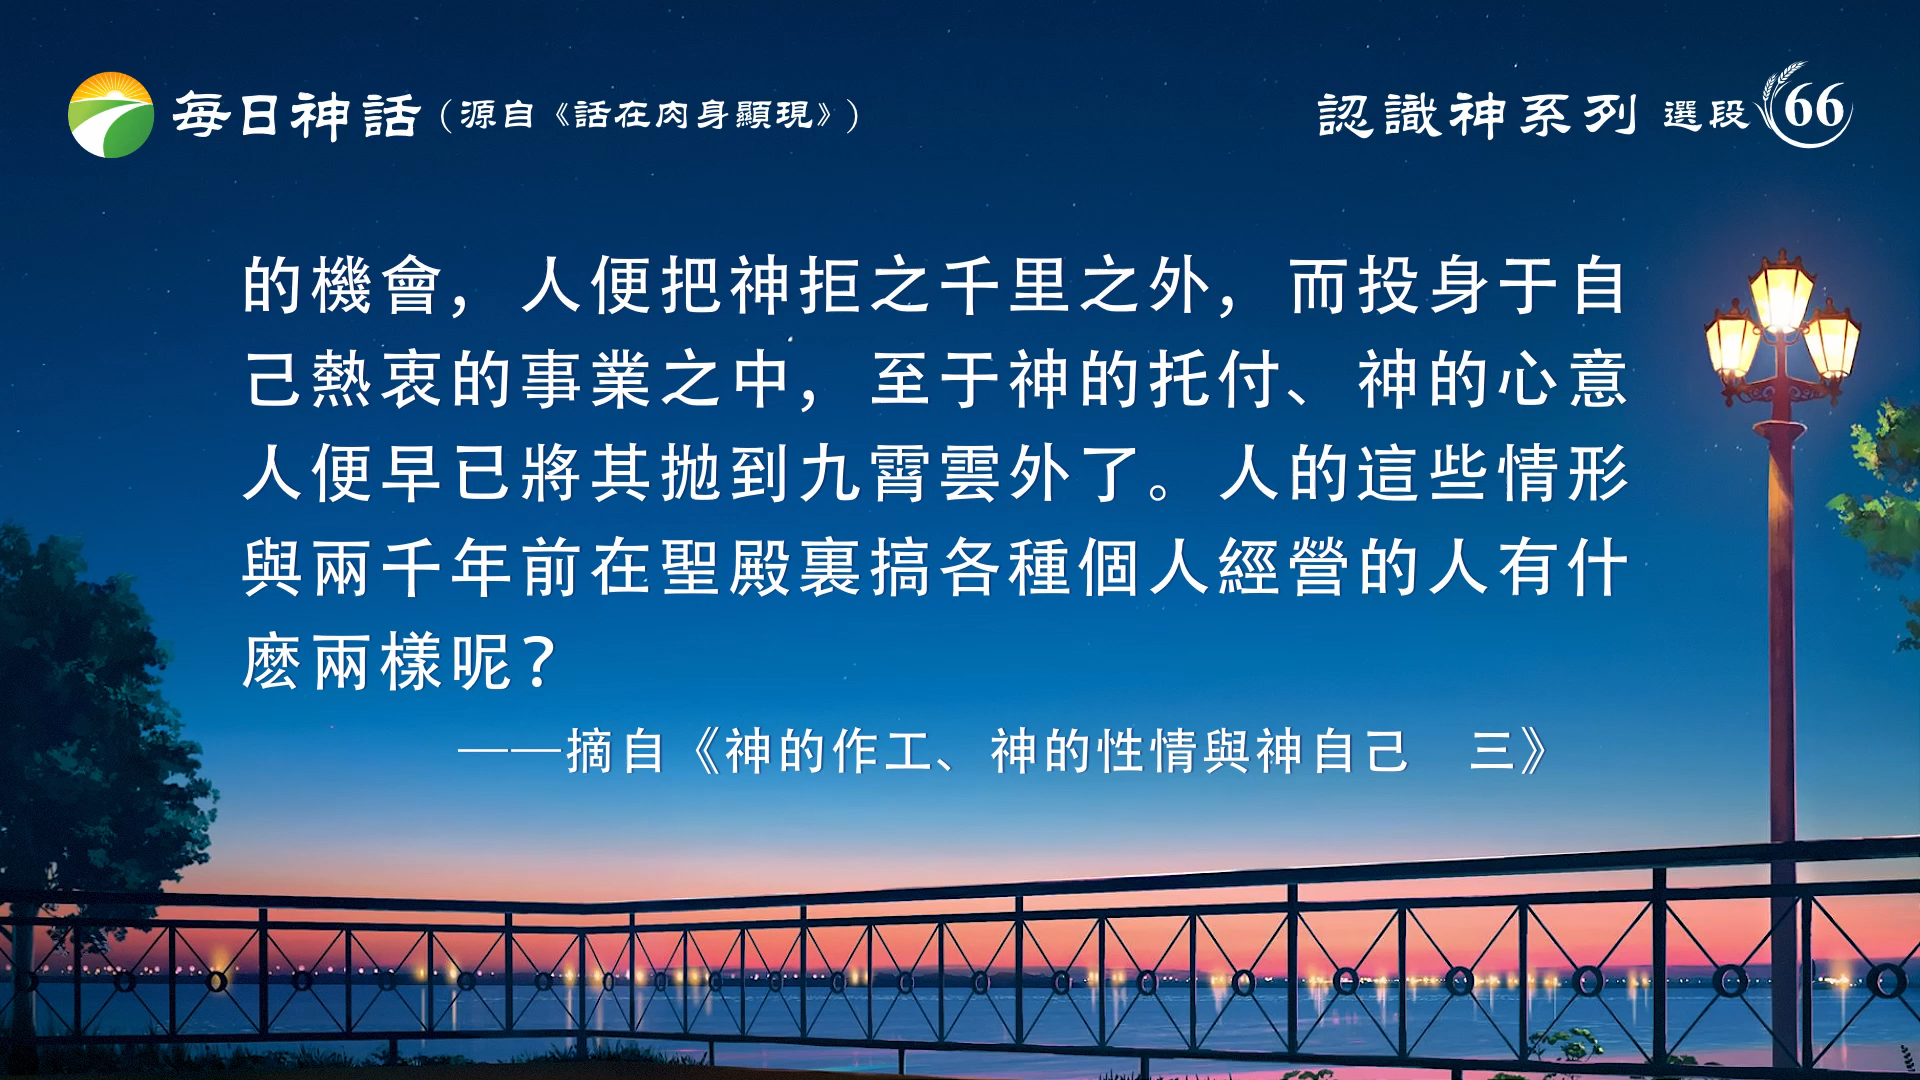 每日神話（源自《話在肉身顯現》）
認識神系列 選段 66
的機會，人便把神拒之千里之外，而投身于自
己熱衷的事業之中，至于神的托付、神的心意
人便早已將其抛到九霄雲外了。人的這些情形
與兩千年前在聖殿裏搞各種個人經營的人有什
麽兩樣呢？
——摘自《神的作工、神的性情與神自己　三》